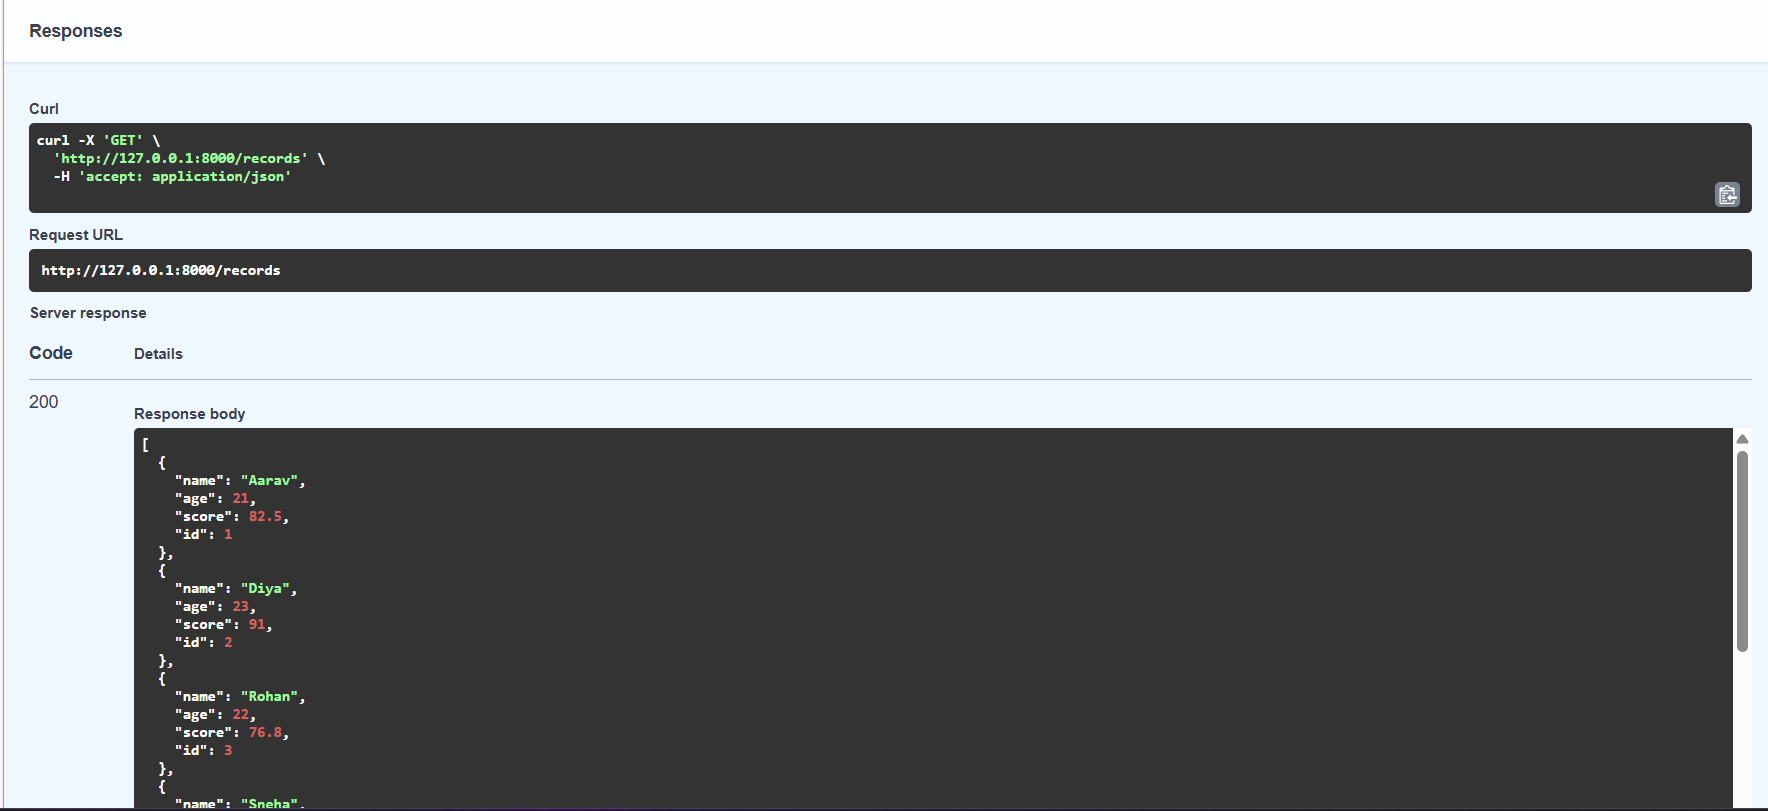 Responses
Curl
curl -X 'GET' \
  'http://127.0.0.1:8000/records' \
  -H 'accept: application/json'
Request URL
http://127.0.0.1:8000/records
Server response
Code Details
200
Response body
[
  {
    "name": "Aarav",
    "age": 21,
    "score": 82.5,
    "id": 1
  },
  {
    "name": "Diya",
    "age": 23,
    "score": 91,
    "id": 2
  },
  {
    "name": "Rohan",
    "age": 22,
    "score": 76.8,
    "id": 3
  },
  {
    "name": "Sneha",